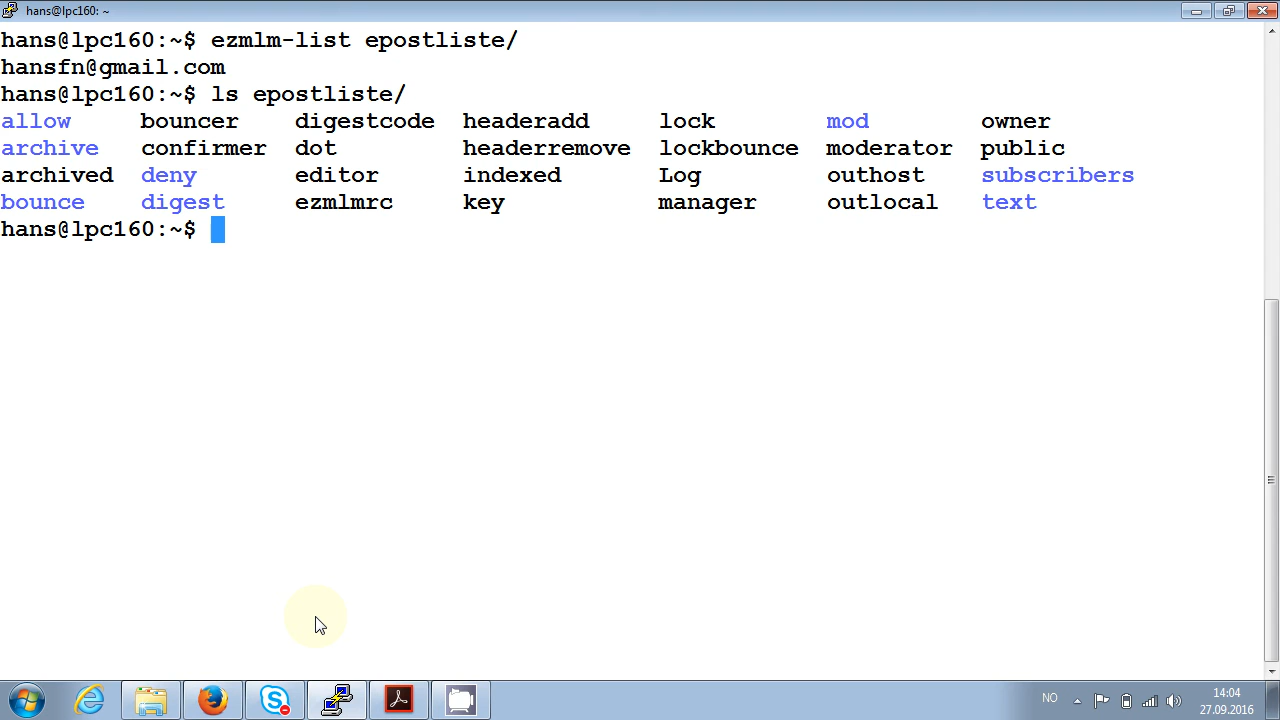 hans@lpc160: ~
hans@lpc160:~$ ezmlm-list epostliste/
hansfn@gmail.com
hans@lpc160:~$ ls epostliste/
allow bouncer digestcode headeradd lock mod owner
archive confirmer dot headerremove lockbounce moderator public
archived deny editor indexed Log outhost subscribers
bounce digest ezmlmrc key manager outlocal text
hans@lpc160:~$
NO
14:04
27.09.2016